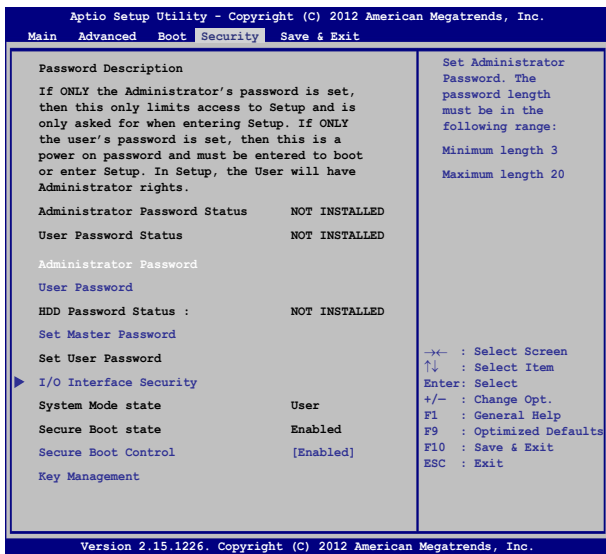 Aptio Setup Utility - Copyright (C) 2012 American Megatrends, Inc.
Main Advanced Boot Security Save & Exit
Password Description
If ONLY the Administrator's password is set,
then this only limits access to Setup and is
only asked for when entering Setup. If ONLY
the user's password is set, then this is a
power on password and must be entered to boot
or enter Setup. In Setup, the User will have
Administrator rights.
Administrator Password Status NOT INSTALLED
User Password Status NOT INSTALLED
Administrator Password
User Password
HDD Password Status : NOT INSTALLED
Set Master Password
Set User Password
I/O Interface Security
System Mode state User
Secure Boot state Enabled
Secure Boot Control [Enabled]
Key Management
Set Administrator
Password. The
password length
must be in the
following range:
Minimum length 3
Maximum length 20
→← : Select Screen
↑↓ : Select Item
Enter: Select
+/— : Change Opt.
F1 : General Help
F9 : Optimized Defaults
F10 : Save & Exit
ESC : Exit
Version 2.15.1226. Copyright (C) 2012 American Megatrends, Inc.